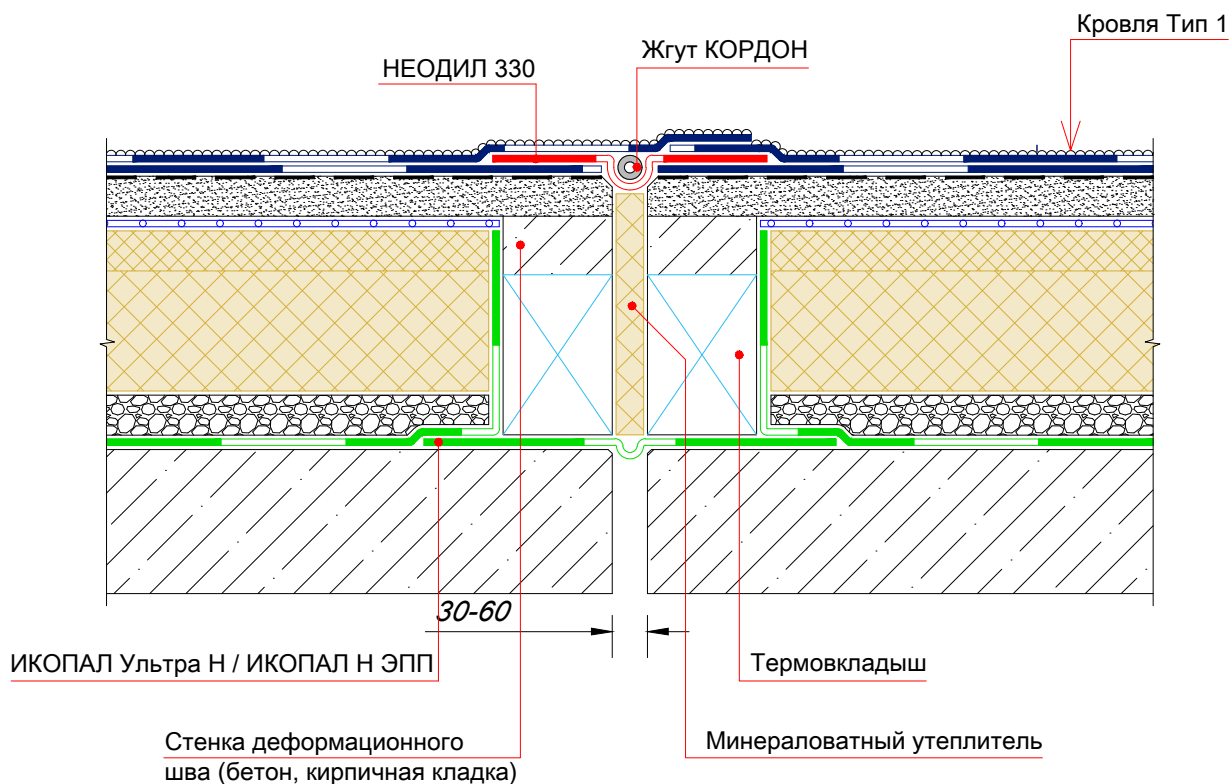 Кровля Тип 1
Жгут КОРДОН
НЕОДИЛ 330
30-60
ИКОПАЛ Ультра Н / ИКОПАЛ Н ЭПП
Термовкладыш
Стенка деформационного
шва (бетон, кирпичная кладка)
Минераловатный утеплитель